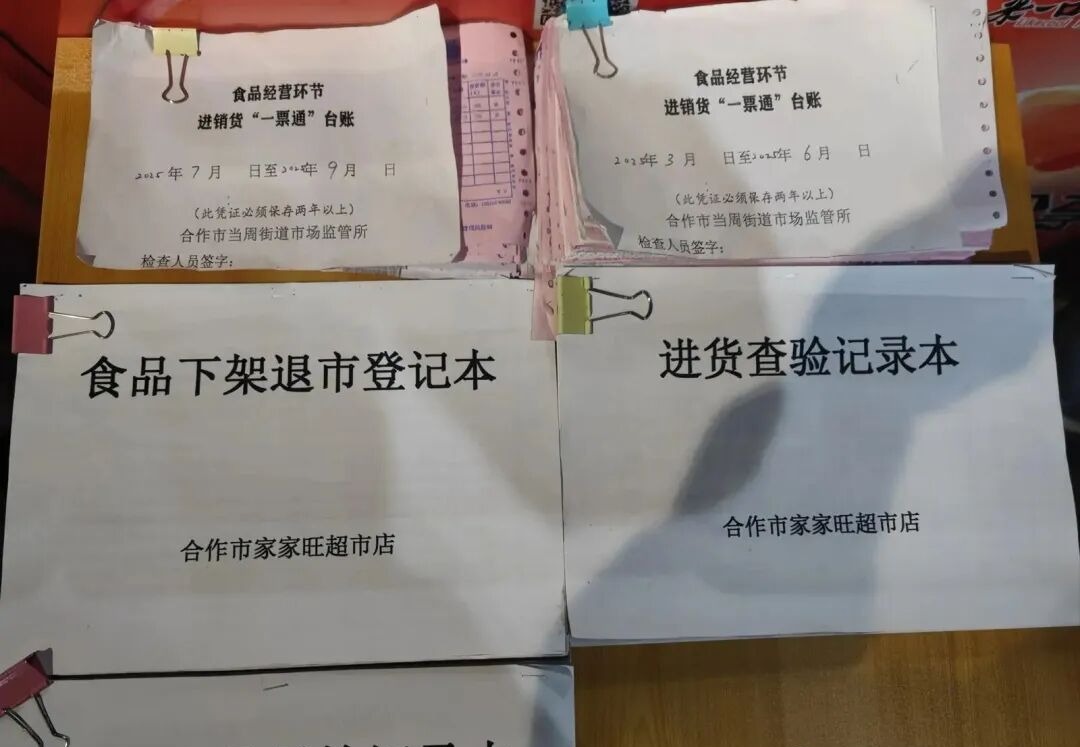 食品经营环节
进销货“一票通”台账
2025年7月 日至2025年9月 日
(此凭证必须保存两年以上)
合作市当周街道市场监管所
检查人员签字:
食品经营环节
进销货“一票通”台账
2025年3月 日至2025年6月 日
(此凭证必须保存两年以上)
合作市当周街道市场监管所
检查人员签字:
食品下架退市登记本
合作市家家旺超市店
进货查验记录本
合作市家家旺超市店